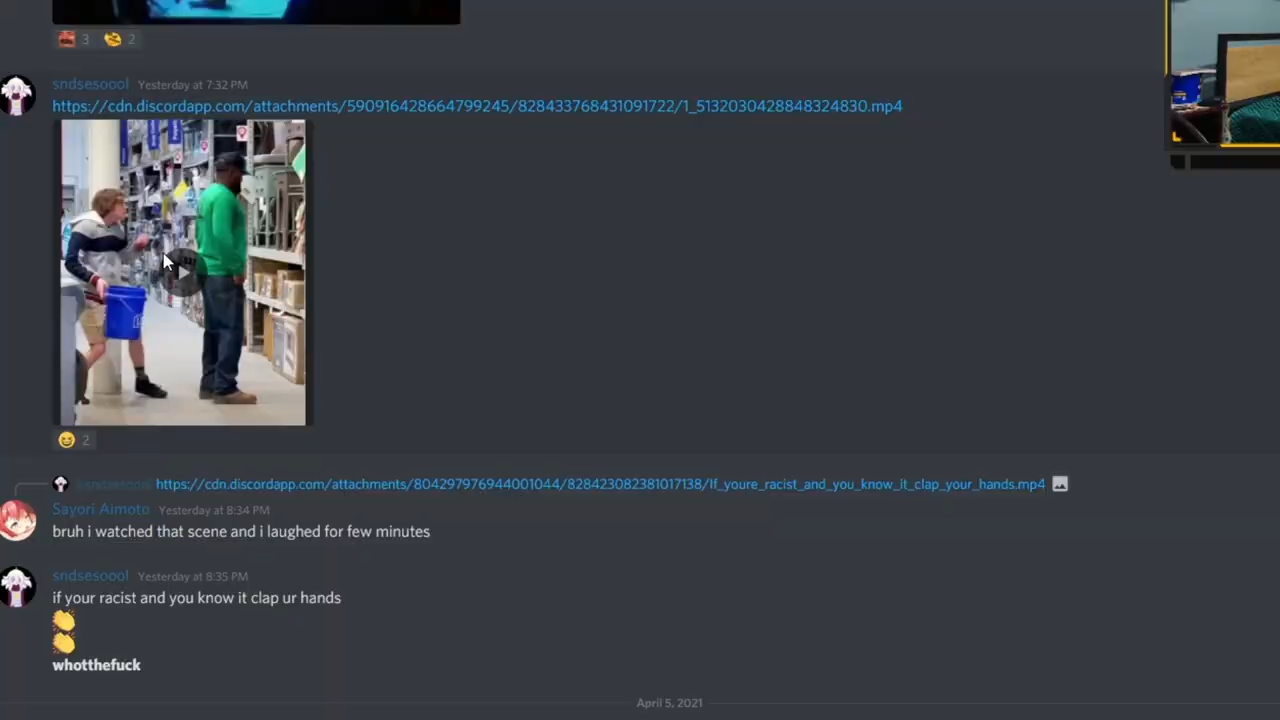 3 2
sndsesoool Yesterday at 7:32 PM
https://cdn.discordapp.com/attachments/590916428664799245/828433768431091722/1_5132030428848324830.mp4
2
sndsesoool https://cdn.discordapp.com/attachments/804297976944001044/828423082381017138/If_youre_racist_and_you_know_it_clap_your_hands.mp4
Sayori Aimoto Yesterday at 8:34 PM
bruh i watched that scene and i laughed for few minutes
sndsesoool Yesterday at 8:35 PM
if your racist and you know it clap ur hands
whotthefuck
April 5, 2021